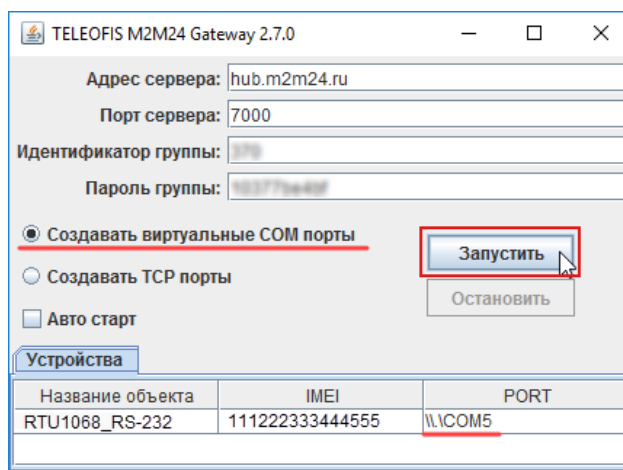 TELEOFIS M2M24 Gateway 2.7.0
Адрес сервера: hub.m2m24.ru
Порт сервера: 7000
Идентификатор группы:
Пароль группы:
Создавать виртуальные COM порты
Запустить
Создавать TCP порты
Остановить
Авто старт
Устройства
Название объекта IMEI PORT
RTU1068_RS-232 111222333444555 \\.\COM5